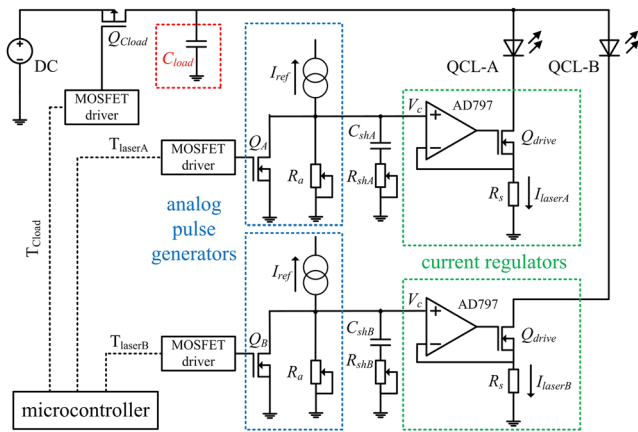 DC
Q_Cload
C_load
QCL-A
QCL-B
MOSFET
driver
I_ref
V_c
+
AD797
−
T_laserA
MOSFET
driver
Q_A
R_a
C_shA
R_shA
Q_drive
R_s
I_laserA
T_Cload
analog
pulse
generators
current regulators
I_ref
V_c
+
AD797
−
T_laserB
MOSFET
driver
Q_B
R_a
C_shB
R_shB
Q_drive
R_s
I_laserB
microcontroller